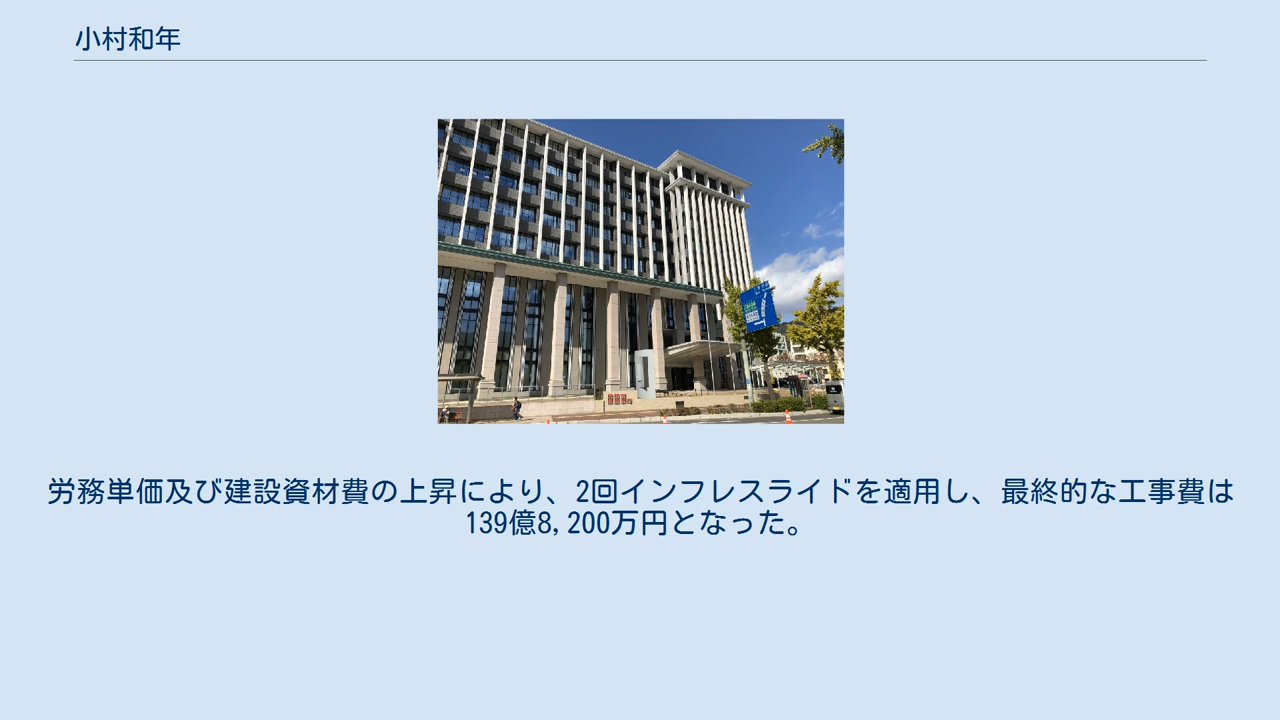 小村和年
労務単価及び建設資材費の上昇により、2回インフレスライドを適用し、最終的な工事費は
139億8,200万円となった。